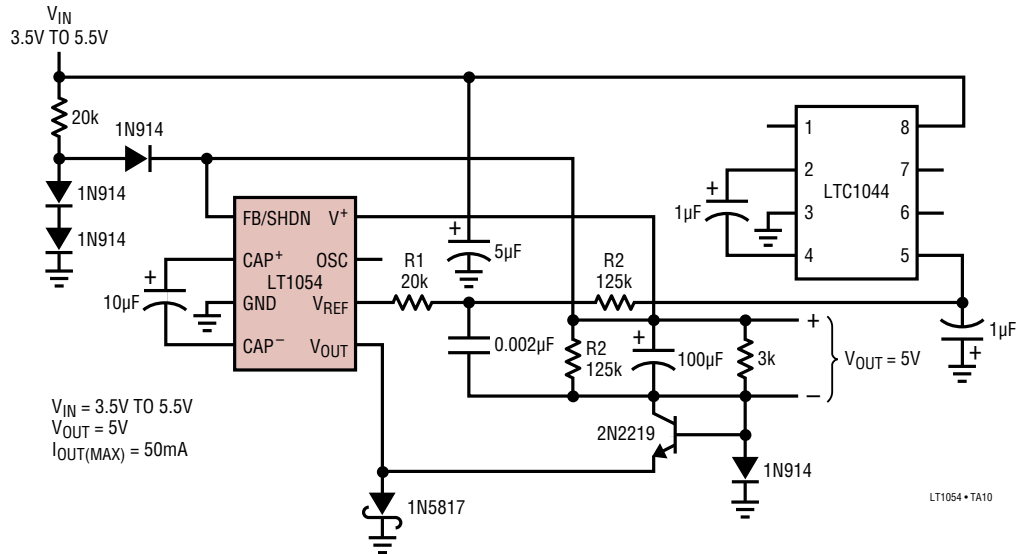 VIN
3.5V TO 5.5V
20k
1N914
1N914
1N914
FB/SHDN
V+
CAP+
OSC
LT1054
GND
VREF
CAP−
VOUT
10µF
+
5µF
+
R1
20k
R2
125k
0.002µF
R2
125k
+
100µF
3k
+
−
VOUT = 5V
1
2
3
4
8
7
6
5
LTC1044
+
1µF
1µF
+
2N2219
1N914
1N5817
VIN = 3.5V TO 5.5V
VOUT = 5V
IOUT(MAX) = 50mA
LT1054 • TA10